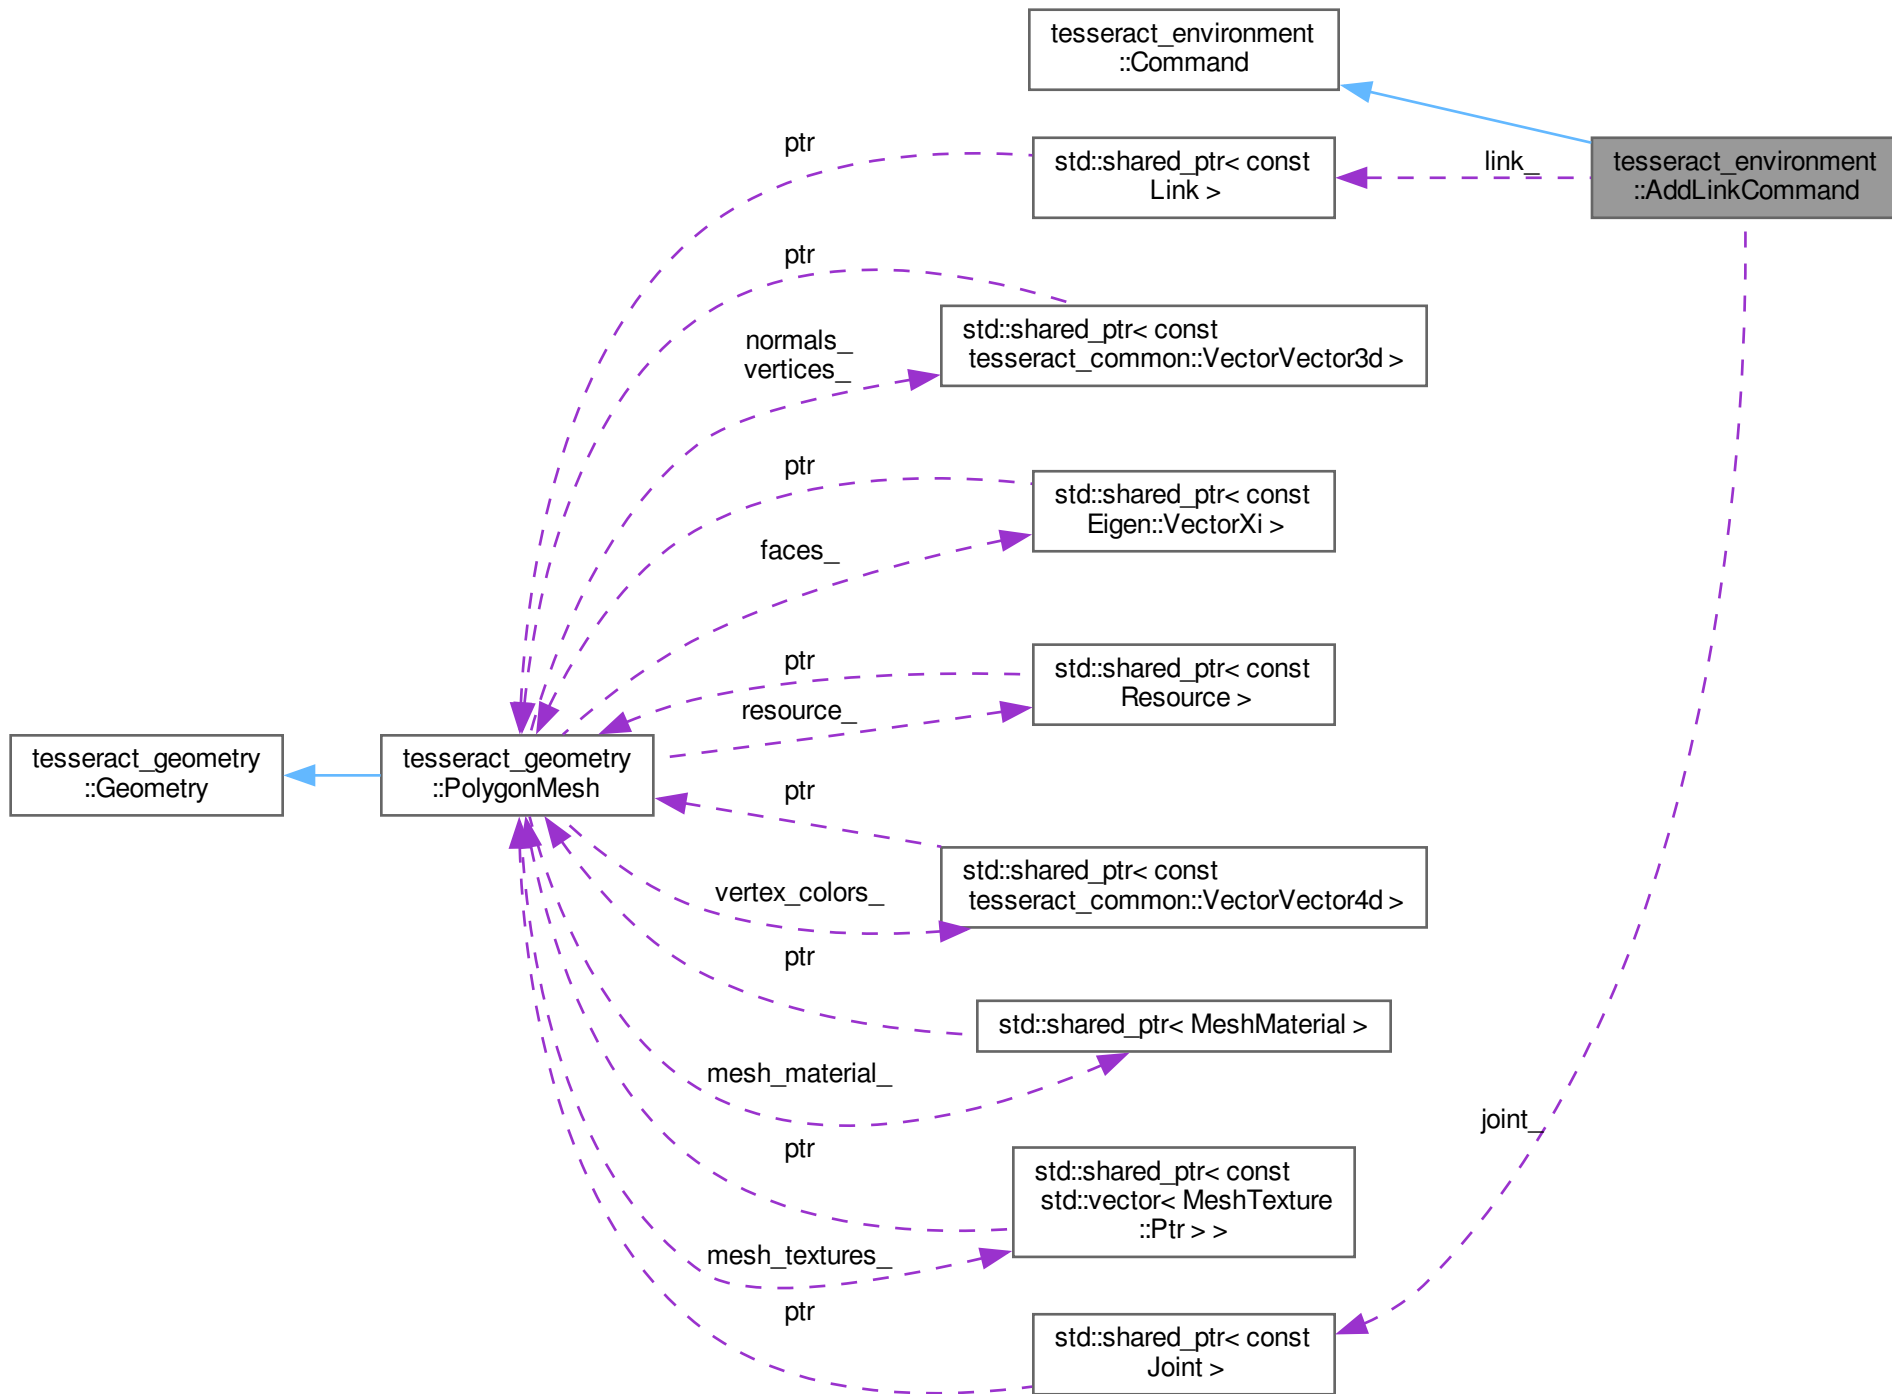 tesseract_environment
::Command
ptr
std::shared_ptr< const
Link >
link_
tesseract_environment
::AddLinkCommand
ptr
std::shared_ptr< const
tesseract_common::VectorVector3d >
normals_
vertices_
ptr
std::shared_ptr< const
Eigen::VectorXi >
faces_
ptr
std::shared_ptr< const
Resource >
resource_
tesseract_geometry
::Geometry
tesseract_geometry
::PolygonMesh
ptr
std::shared_ptr< const
tesseract_common::VectorVector4d >
vertex_colors_
ptr
std::shared_ptr< MeshMaterial >
mesh_material_
joint_
ptr
std::shared_ptr< const
std::vector< MeshTexture
::Ptr > >
mesh_textures_
ptr
std::shared_ptr< const
Joint >